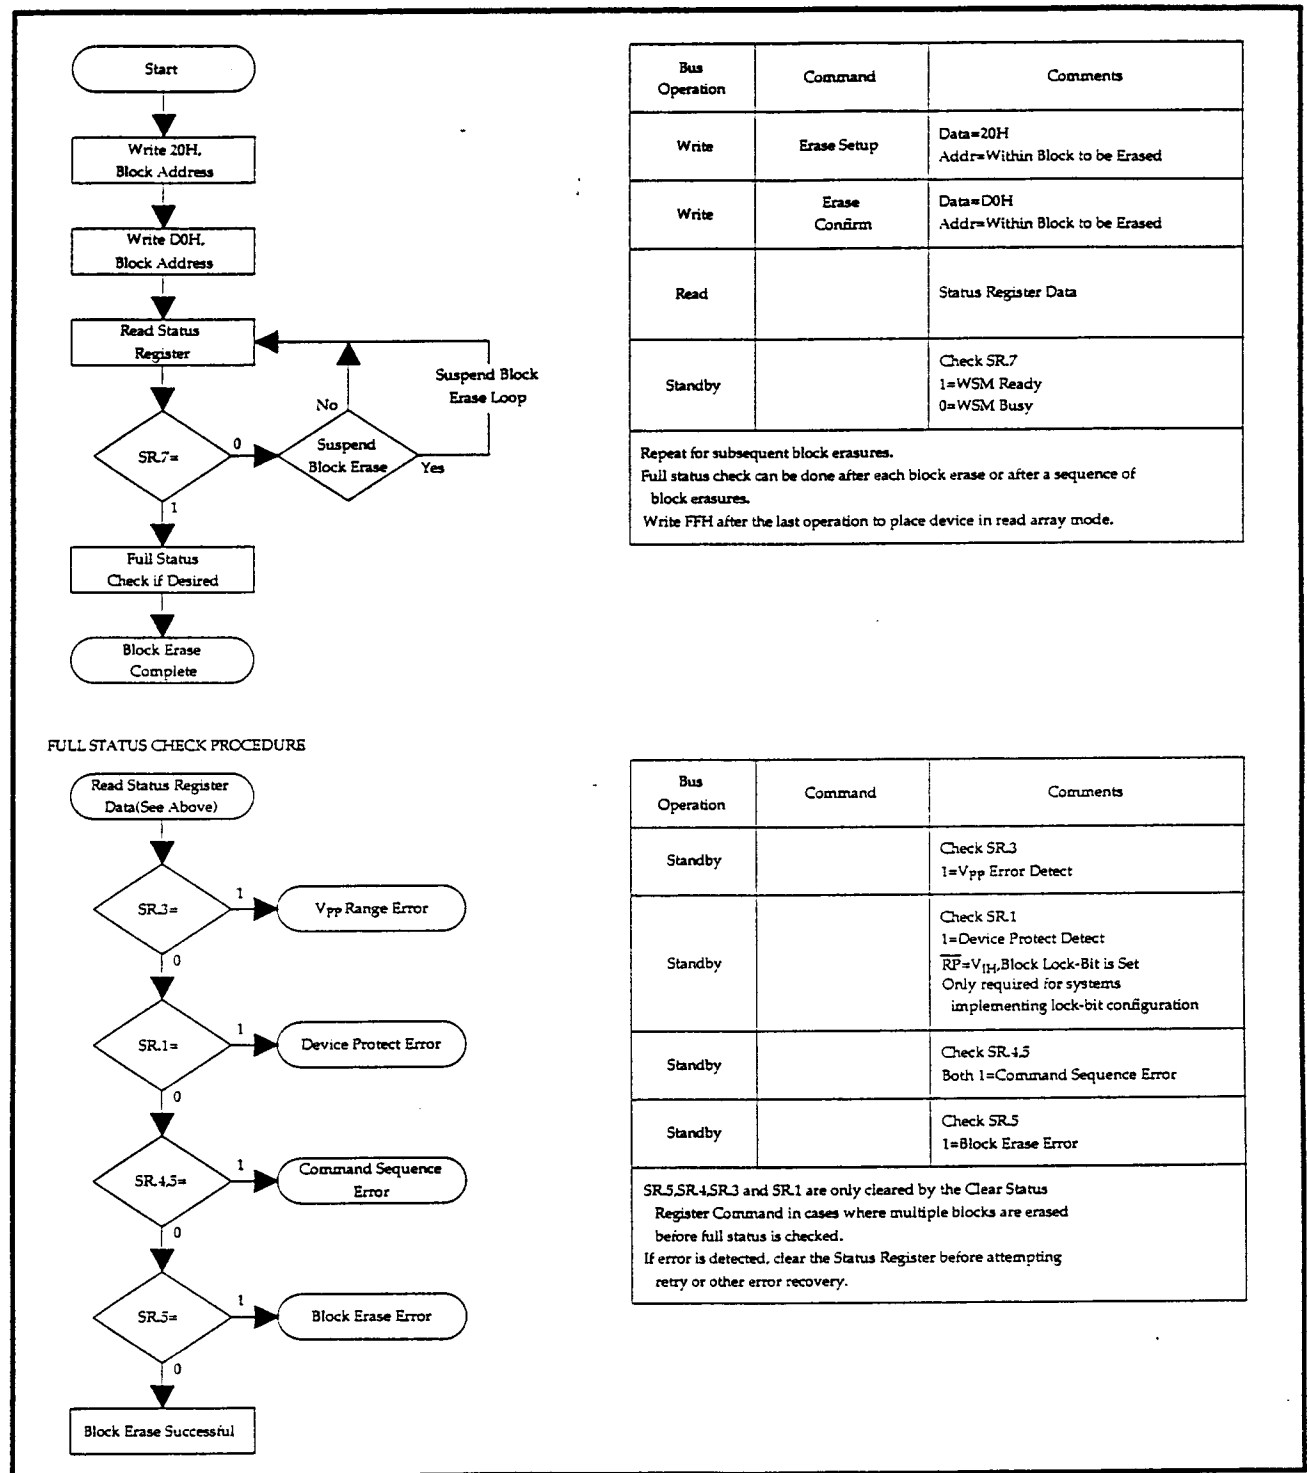 Start
Write 20H,
Block Address
Write D0H,
Block Address
Read Status
Register
Suspend Block
Erase Loop
No
SR.7=
0
Suspend
Block Erase
Yes
1
Full Status
Check if Desired
Block Erase
Complete
Bus
Operation
Command
Comments
Write
Erase Setup
Data=20H
Addr=Within Block to be Erased
Write
Erase
Confirm
Data=D0H
Addr=Within Block to be Erased
Read
Status Register Data
Standby
Check SR.7
1=WSM Ready
0=WSM Busy
Repeat for subsequent block erasures.
Full status check can be done after each block erase or after a sequence of
block erasures.
Write FFH after the last operation to place device in read array mode.
FULL STATUS CHECK PROCEDURE
Read Status Register
Data(See Above)
SR.3=
1
VPP Range Error
0
SR.1=
1
Device Protect Error
0
SR.4,5=
1
Command Sequence
Error
0
SR.5=
1
Block Erase Error
0
Block Erase Successful
Bus
Operation
Command
Comments
Standby
Check SR.3
1=VPP Error Detect
Standby
Check SR.1
1=Device Protect Detect
R̅P̅=VIH,Block Lock-Bit is Set
Only required for systems
implementing lock-bit configuration
Standby
Check SR.4,5
Both 1=Command Sequence Error
Standby
Check SR.5
1=Block Erase Error
SR.5,SR.4,SR.3 and SR.1 are only cleared by the Clear Status
Register Command in cases where multiple blocks are erased
before full status is checked.
If error is detected, clear the Status Register before attempting
retry or other error recovery.